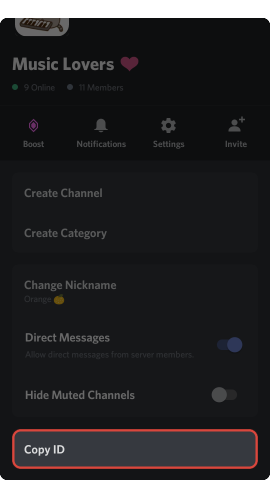 Music Lovers
9 Online 11 Members
Boost Notifications Settings Invite
Create Channel
Create Category
Change Nickname
Orange
Direct Messages
Allow direct messages from server members.
Hide Muted Channels
Copy ID